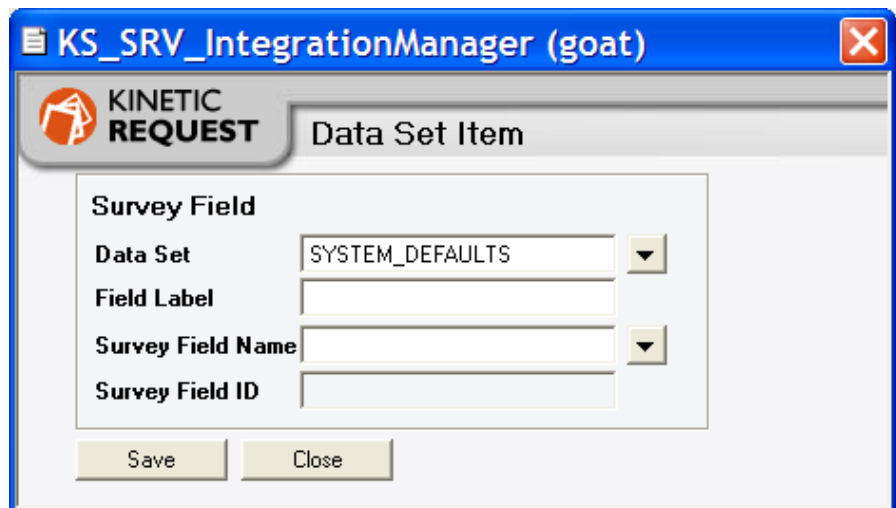 KS_SRV_IntegrationManager (goat)
KINETIC
REQUEST
Data Set Item
Survey Field
Data Set SYSTEM_DEFAULTS
Field Label
Survey Field Name
Survey Field ID
Save Close